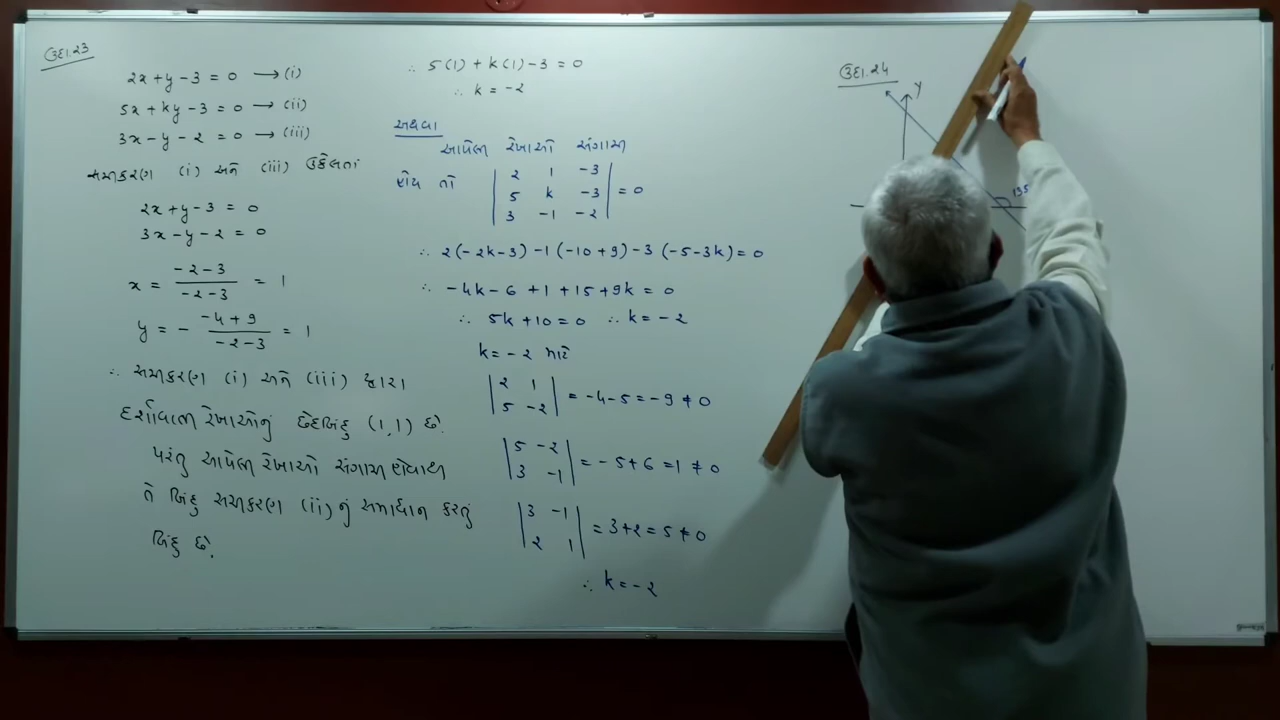 ઉદા.23
2x + y - 3 = 0 → (i)
5x + ky - 3 = 0 → (ii)
3x - y - 2 = 0 → (iii)
સમીકરણ (i) અને (iii) ઉકેલતાં
2x + y - 3 = 0
3x - y - 2 = 0
x = (-2-3)/(-2-3) = 1
y = - (-4+9)/(-2-3) = 1
∴ સમીકરણ (i) અને (iii) દ્વારા
દર્શાવાતી રેખાઓનું છેદબિંદુ (1,1) છે.
પરંતુ આપેલી રેખાઓ સંગામી હોવાથી
તે બિંદુ સમીકરણ (ii) નું સમાધાન કરતું
બિંદુ છે.
∴ 5(1) + k(1) - 3 = 0
∴ k = -2
અથવા
આપેલી રેખાઓ સંગામી
હોય તો
| 2 1 -3 |
| 5 k -3 | = 0
| 3 -1 -2 |
∴ 2(-2k-3) -1(-10+9) -3(-5-3k) = 0
∴ -4k - 6 + 1 + 15 + 9k = 0
∴ 5k + 10 = 0 ∴ k = -2
k = -2 માટે
| 2 1 |
| 5 -2 | = -4-5 = -9 ≠ 0
| 5 -2 |
| 3 -1 | = -5+6 = 1 ≠ 0
| 3 -1 |
| 2 1 | = 3+2 = 5 ≠ 0
∴ k = -2
ઉદા.24
Y
135